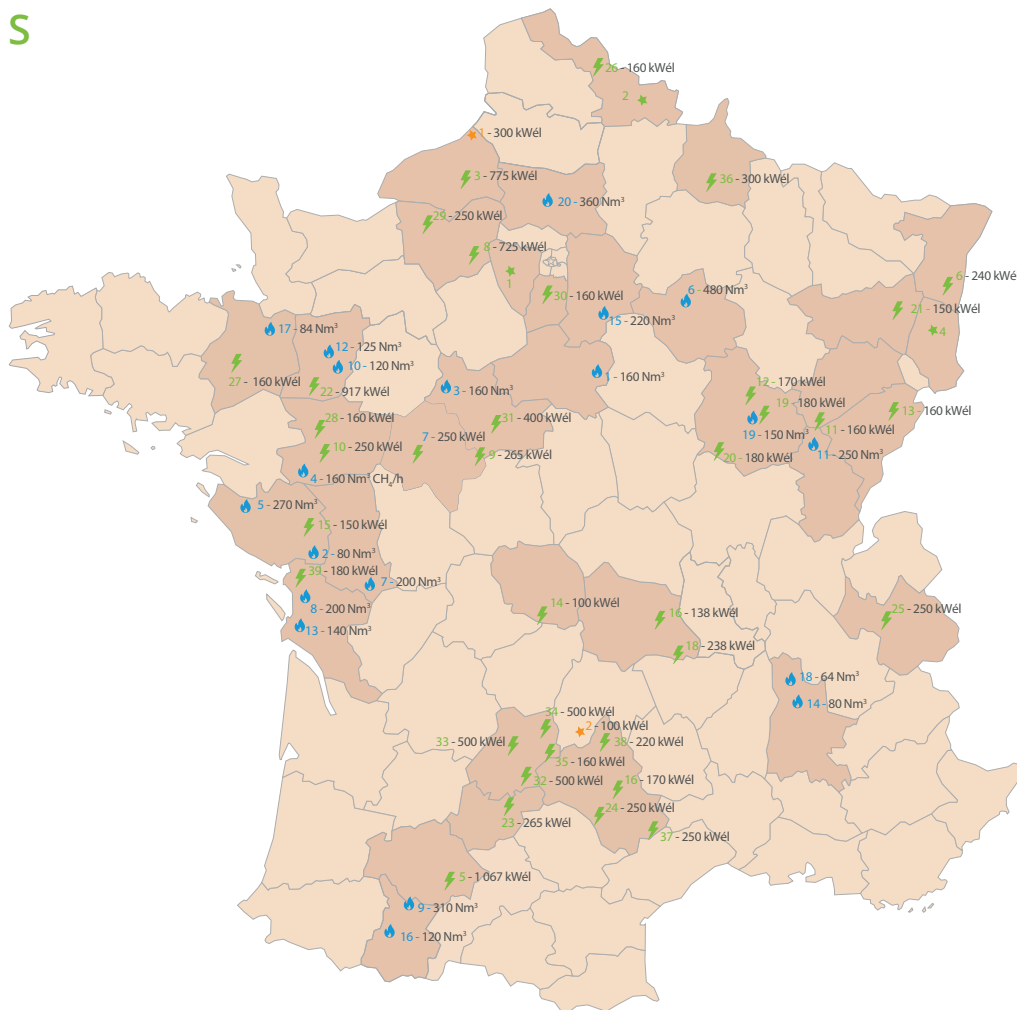 S
26 - 160 kWél
2
1 - 300 kWél
3 - 775 kWél
36 - 300 kWél
20 - 360 Nm³
29 - 250 kWél
8 - 725 kWél
1
6 - 240 kWé
6 - 480 Nm³
30 - 160 kWél
21 - 150 kWél
15 - 220 Nm³
17 - 84 Nm³
4
12 - 125 Nm³
10 - 120 Nm³
1 - 160 Nm³
27 - 160 kWél
22 - 917 kWél
3 - 160 Nm³
12 - 170 kWél
19 - 180 kWél
13 - 160 kWél
28 - 160 kWél
31 - 400 kWél
11 - 160 kWél
7 - 250 kWél
19 - 150 Nm³
10 - 250 kWél
9 - 265 kWél
20 - 180 kWél
11 - 250 Nm³
4 - 160 Nm³ CH₄/h
5 - 270 Nm³
15 - 150 kWél
2 - 80 Nm³
39 - 180 kWél
7 - 200 Nm³
8 - 200 Nm³
14 - 100 kWél
16 - 138 kWél
25 - 250 kWél
13 - 140 Nm³
18 - 238 kWél
18 - 64 Nm³
14 - 80 Nm³
34 - 500 kWél
2 - 100 kWél
33 - 500 kWél
38 - 220 kWél
35 - 160 kWél
32 - 500 kWél
16 - 170 kWél
24 - 250 kWél
23 - 265 kWél
37 - 250 kWél
5 - 1 067 kWél
9 - 310 Nm³
16 - 120 Nm³